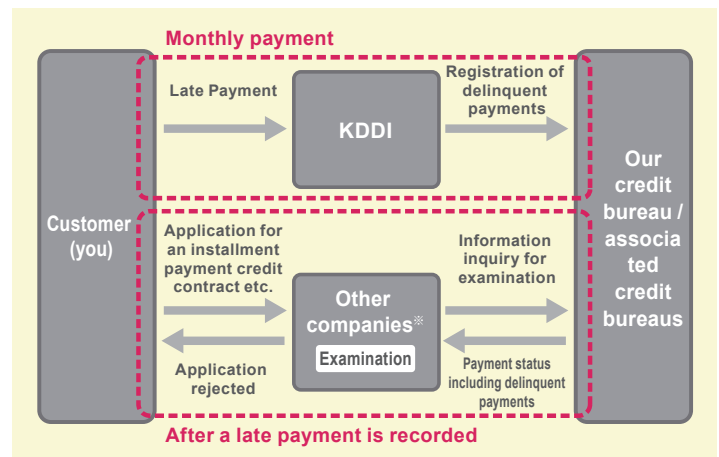 Monthly payment
Late Payment
KDDI
Registration of
delinquent
payments
Customer
(you)
Our
credit
bureau /
associa
ted
credit
bureaus
Application for
an installment
payment credit
contract etc.
Other
companies※
Examination
Information
inquiry for
examination
Application
rejected
Payment status
including delinquent
payments
After a late payment is recorded